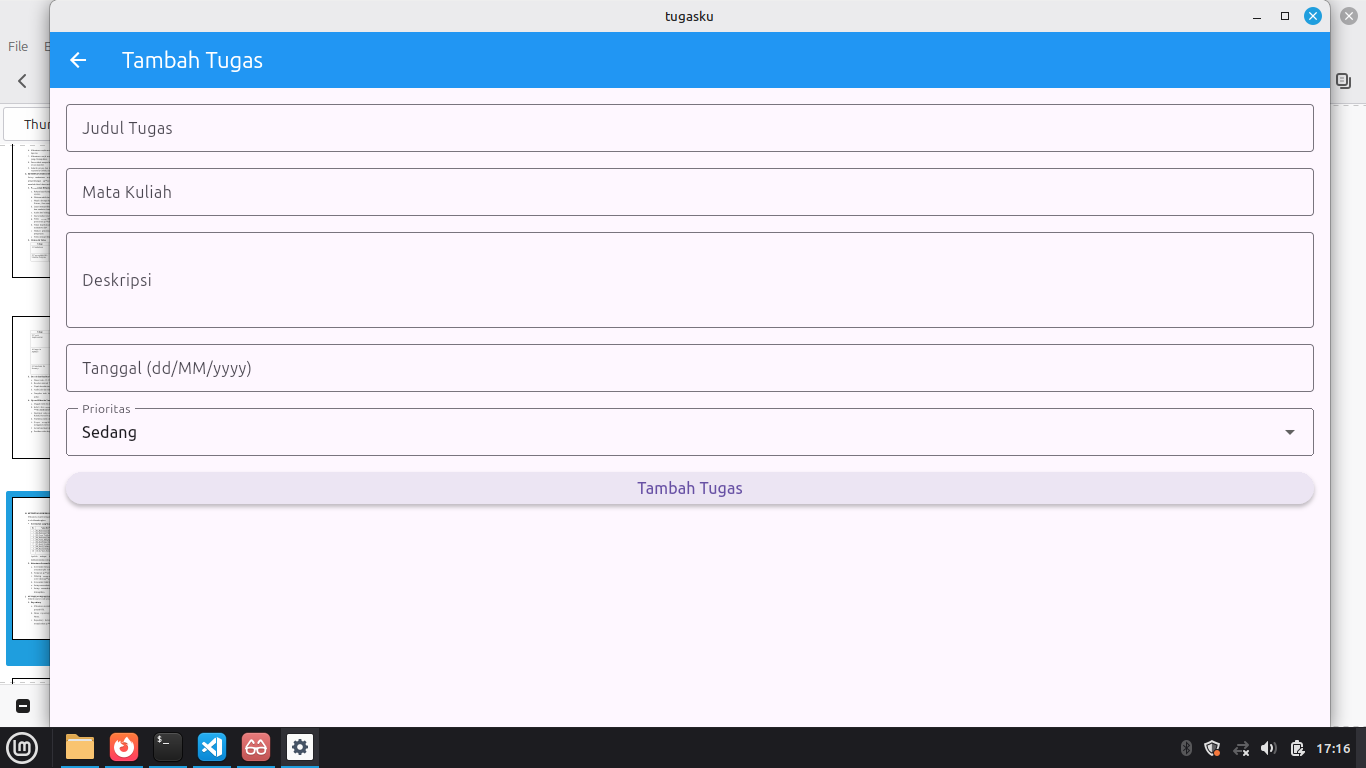 tugasku
File
Tambah Tugas
Thur
Judul Tugas
Mata Kuliah
Deskripsi
Tanggal (dd/MM/yyyy)
Prioritas
Sedang
Tambah Tugas
17:16